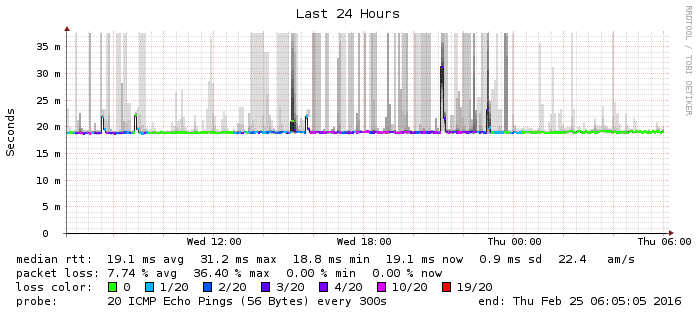 Last 24 Hours
RRDTOOL / TOBI OETIKER
Seconds
35 m
30 m
25 m
20 m
15 m
10 m
5 m
0
Wed 12:00 Wed 18:00 Thu 00:00 Thu 06:00
median rtt: 19.1 ms avg 31.2 ms max 18.8 ms min 19.1 ms now 0.9 ms sd 22.4 am/s
packet loss: 7.74 % avg 36.40 % max 0.00 % min 0.00 % now
loss color: 0 1/20 2/20 3/20 4/20 10/20 19/20
probe: 20 ICMP Echo Pings (56 Bytes) every 300s end: Thu Feb 25 06:05:05 2016